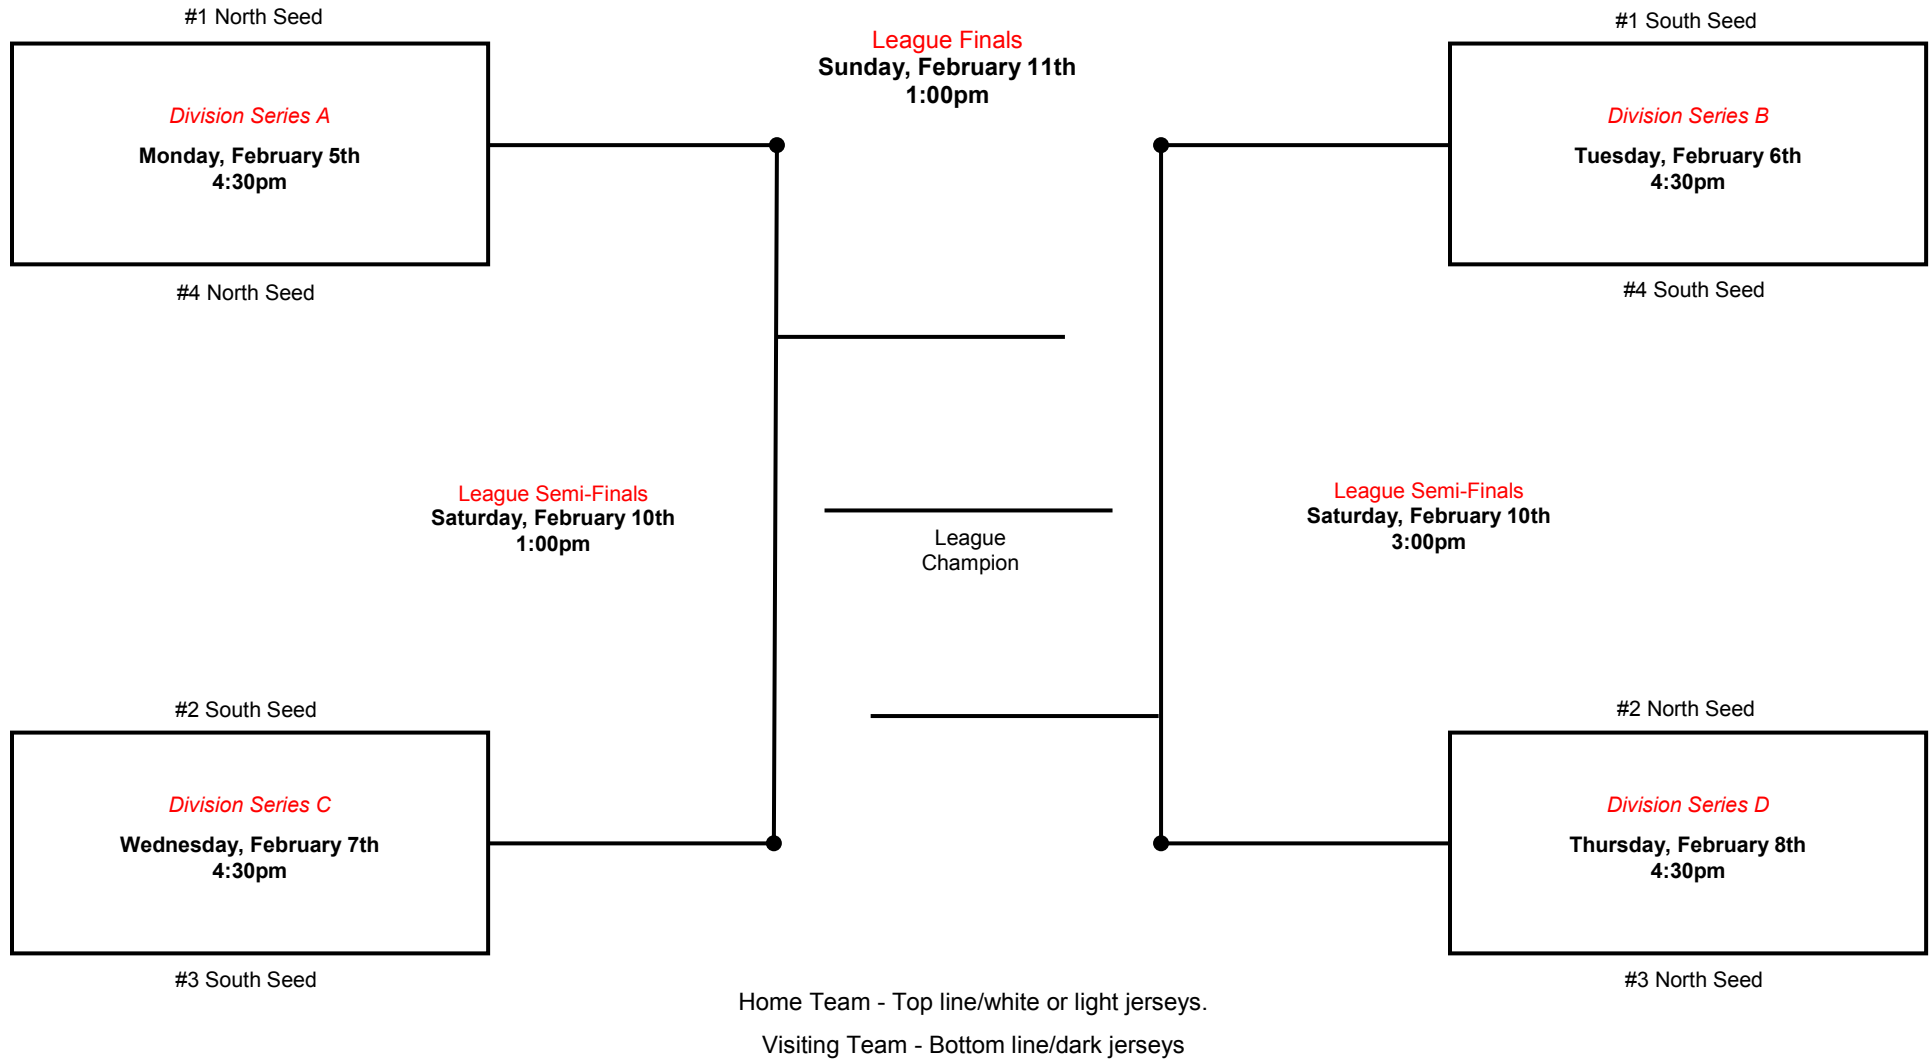 #1 North Seed
#1 South Seed
League Finals
Sunday, February 11th
1:00pm
Division Series A
Monday, February 5th
4:30pm
Division Series B
Tuesday, February 6th
4:30pm
#4 North Seed
#4 South Seed
League Semi-Finals
Saturday, February 10th
1:00pm
League
Champion
League Semi-Finals
Saturday, February 10th
3:00pm
#2 South Seed
#2 North Seed
Division Series C
Wednesday, February 7th
4:30pm
Division Series D
Thursday, February 8th
4:30pm
#3 South Seed
#3 North Seed
Home Team - Top line/white or light jerseys.
Visiting Team - Bottom line/dark jerseys